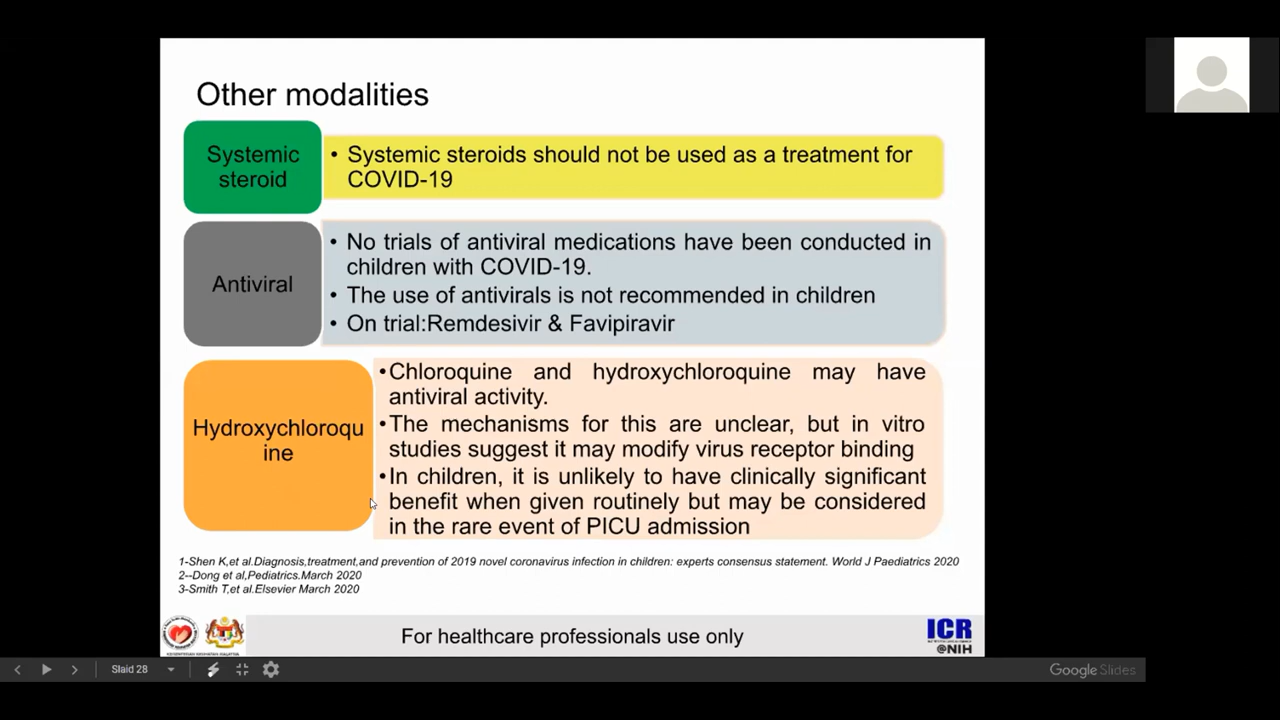 Other modalities
Systemic
steroid
• Systemic steroids should not be used as a treatment for
COVID-19
Antiviral
• No trials of antiviral medications have been conducted in
children with COVID-19.
• The use of antivirals is not recommended in children
• On trial:Remdesivir & Favipiravir
Hydroxychloroqu
ine
•Chloroquine and hydroxychloroquine may have
antiviral activity.
•The mechanisms for this are unclear, but in vitro
studies suggest it may modify virus receptor binding
•In children, it is unlikely to have clinically significant
benefit when given routinely but may be considered
in the rare event of PICU admission
1-Shen K,et al.Diagnosis,treatment,and prevention of 2019 novel coronavirus infection in children: experts consensus statement. World J Paediatrics 2020
2--Dong et al,Pediatrics.March 2020
3-Smith T,et al.Elsevier March 2020
For healthcare professionals use only
ICR
@NIH
Slaid 28
Google Slides